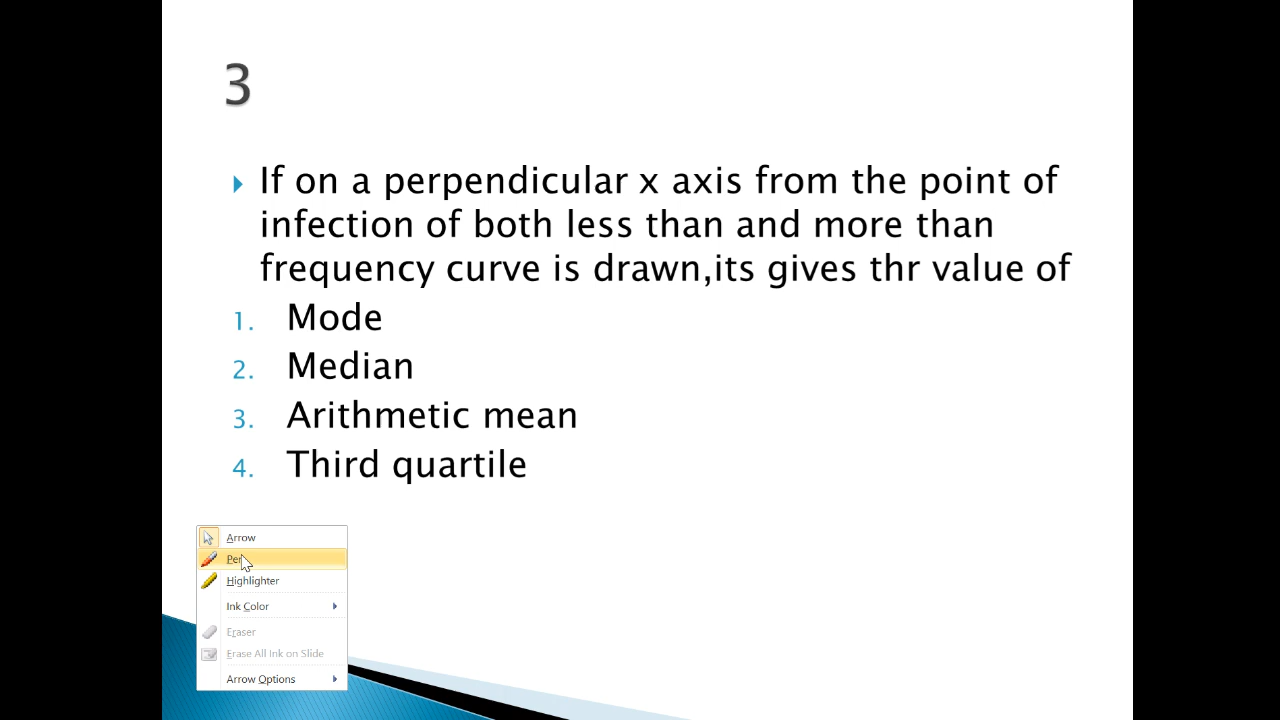 3
If on a perpendicular x axis from the point of
infection of both less than and more than
frequency curve is drawn,its gives thr value of
1. Mode
2. Median
3. Arithmetic mean
4. Third quartile
Arrow
Pen
Highlighter
Ink Color
Eraser
Erase All Ink on Slide
Arrow Options